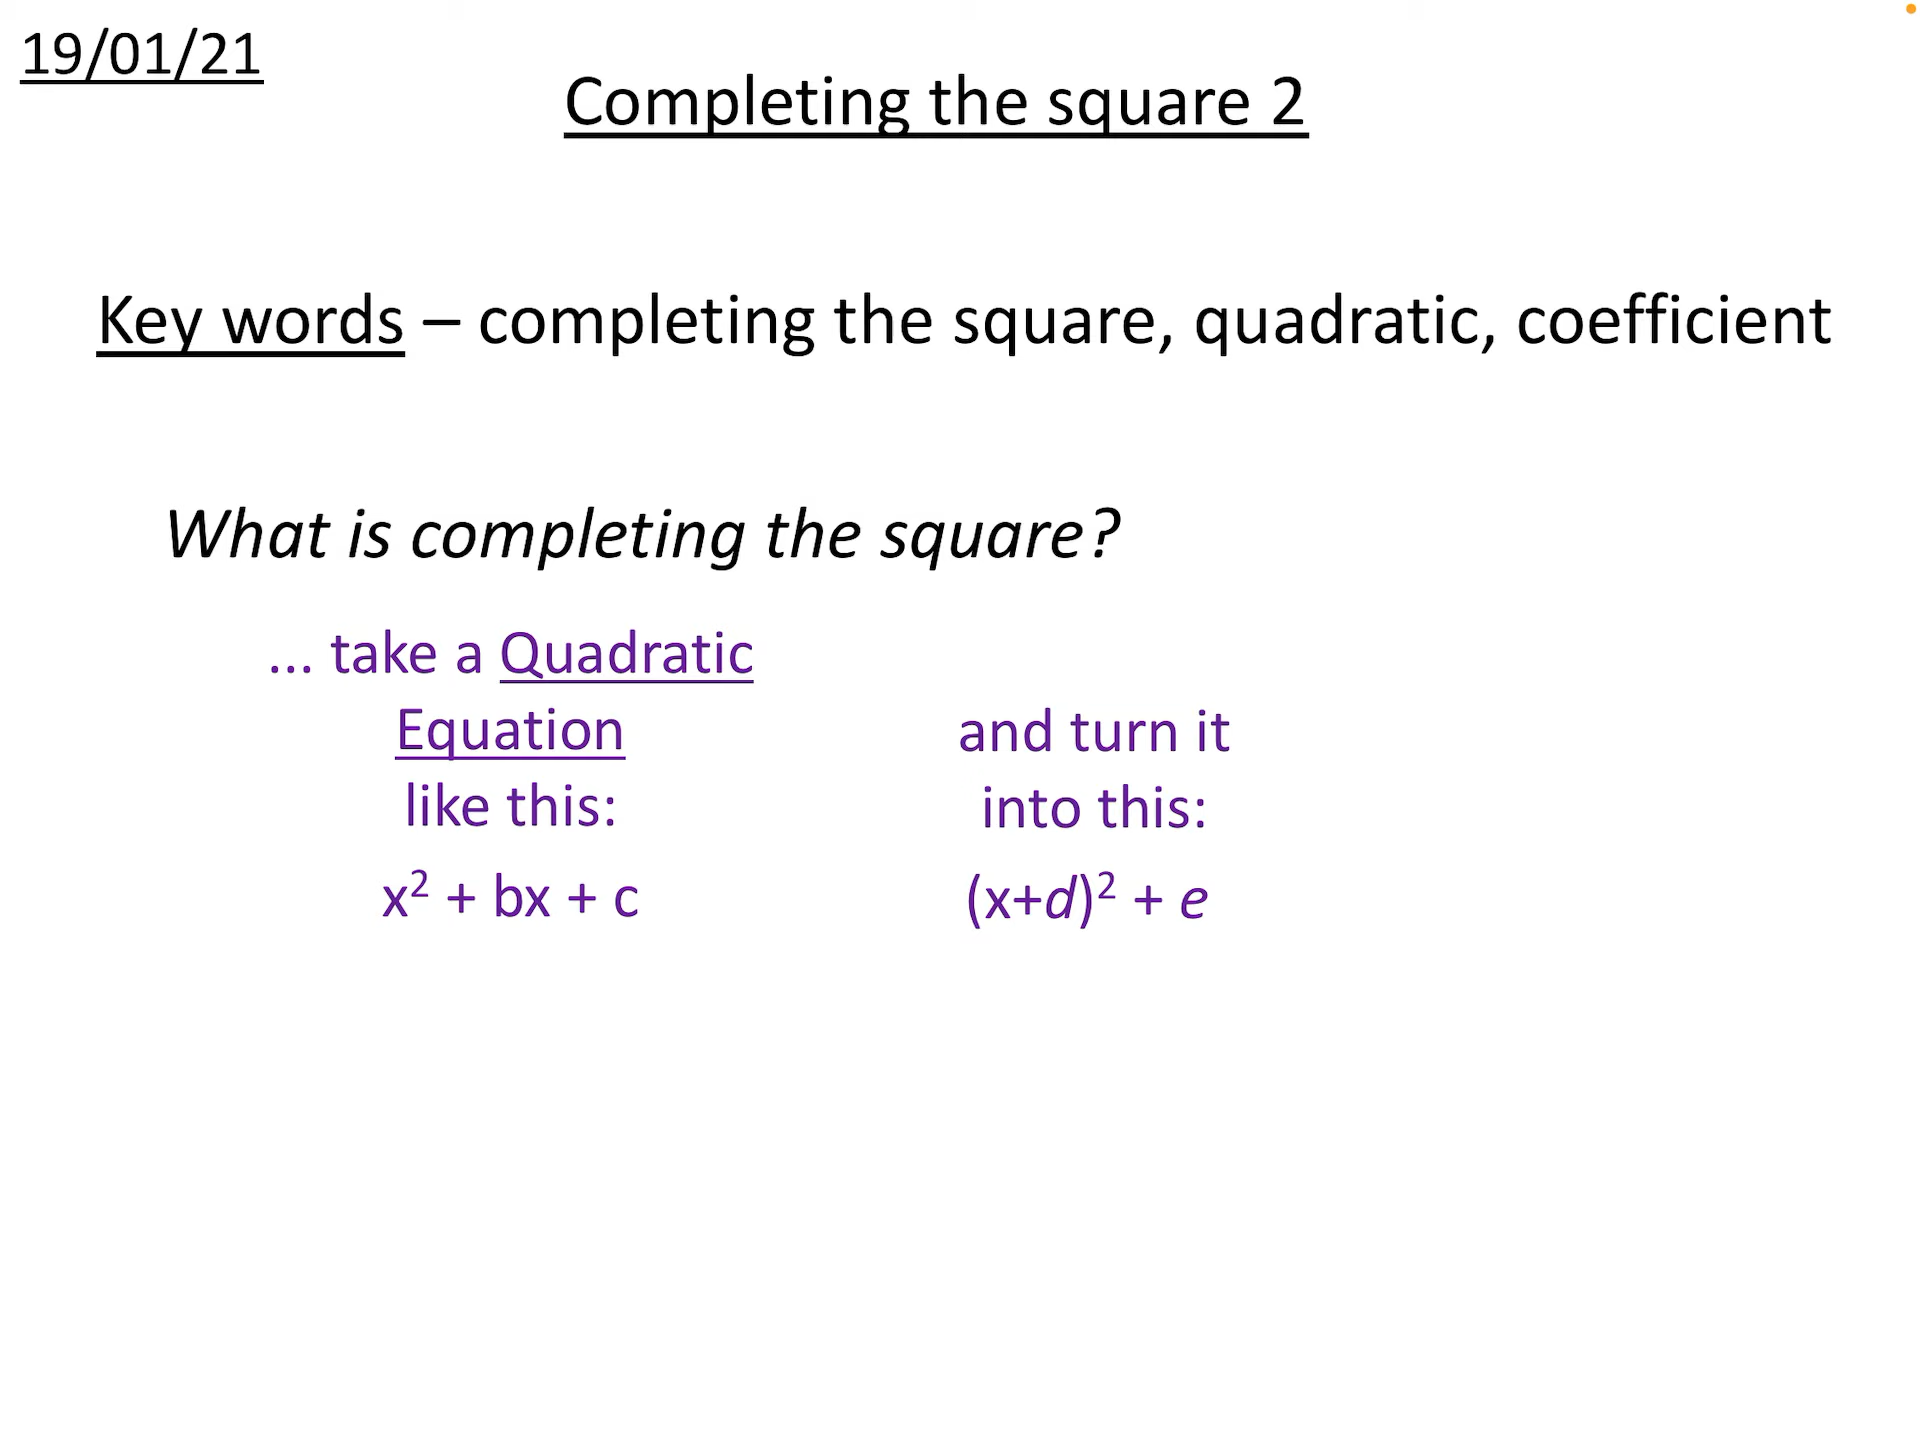 19/01/21
Completing the square 2
Key words – completing the square, quadratic, coefficient
What is completing the square?
... take a Quadratic
Equation
like this:
x² + bx + c
and turn it
into this:
(x+d)² + e